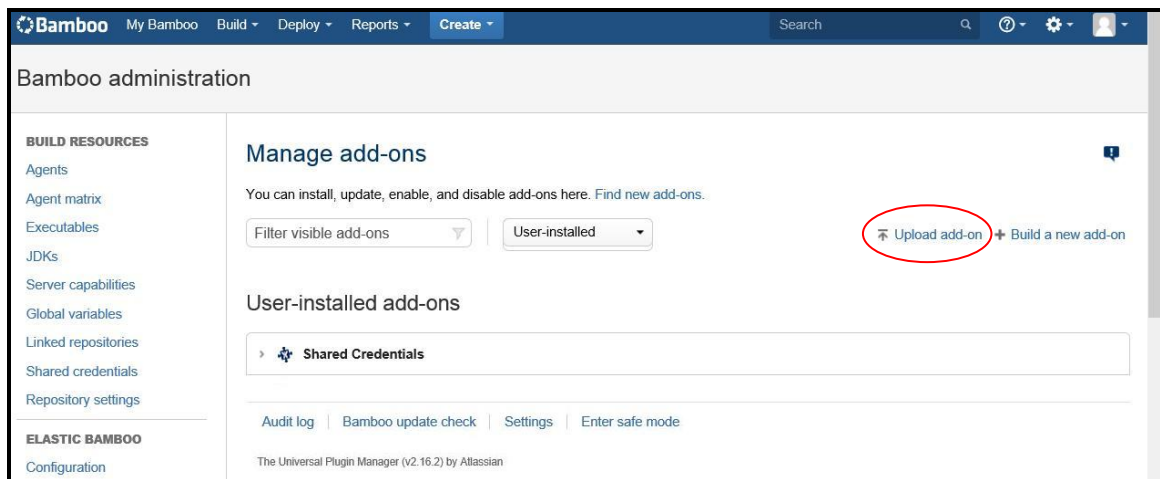 Bamboo My Bamboo Build Deploy Reports Create Search
Bamboo administration
BUILD RESOURCES
Agents
Agent matrix
Executables
JDKs
Server capabilities
Global variables
Linked repositories
Shared credentials
Repository settings
ELASTIC BAMBOO
Configuration
Manage add-ons
You can install, update, enable, and disable add-ons here. Find new add-ons.
Filter visible add-ons User-installed Upload add-on Build a new add-on
User-installed add-ons
Shared Credentials
Audit log Bamboo update check Settings Enter safe mode
The Universal Plugin Manager (v2.16.2) by Atlassian